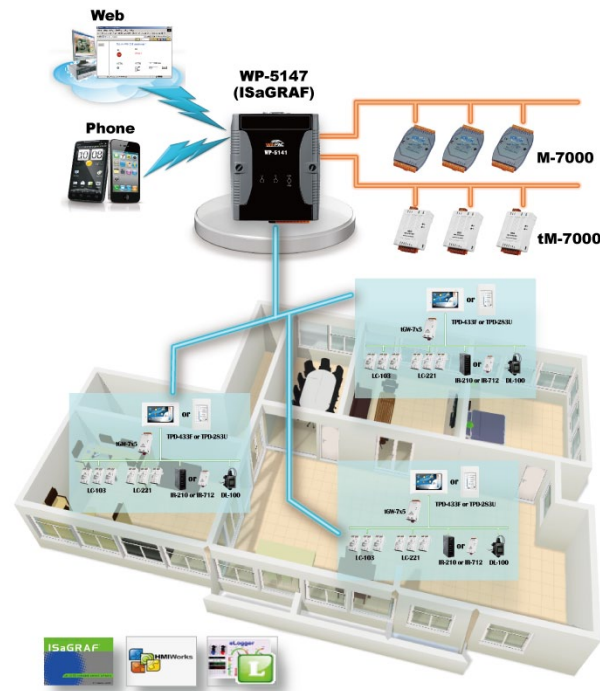 Web
WP-5147
(ISaGRAF)
Phone
WP-5141
M-7000
tM-7000
or
tGW-7x5
TPD-433F or TPD-283U
or
LC-103
LC-221
IR-210 or IR-712
DL-100
or
tGW-7x5
TPD-433F or TPD-283U
or
LC-103
LC-221
IR-210 or IR-712
DL-100
or
tGW-7x5
TPD-433F or TPD-283U
or
LC-103
LC-221
IR-210 or IR-712
DL-100
ISaGRAF
HMIWorks
eLogger
L